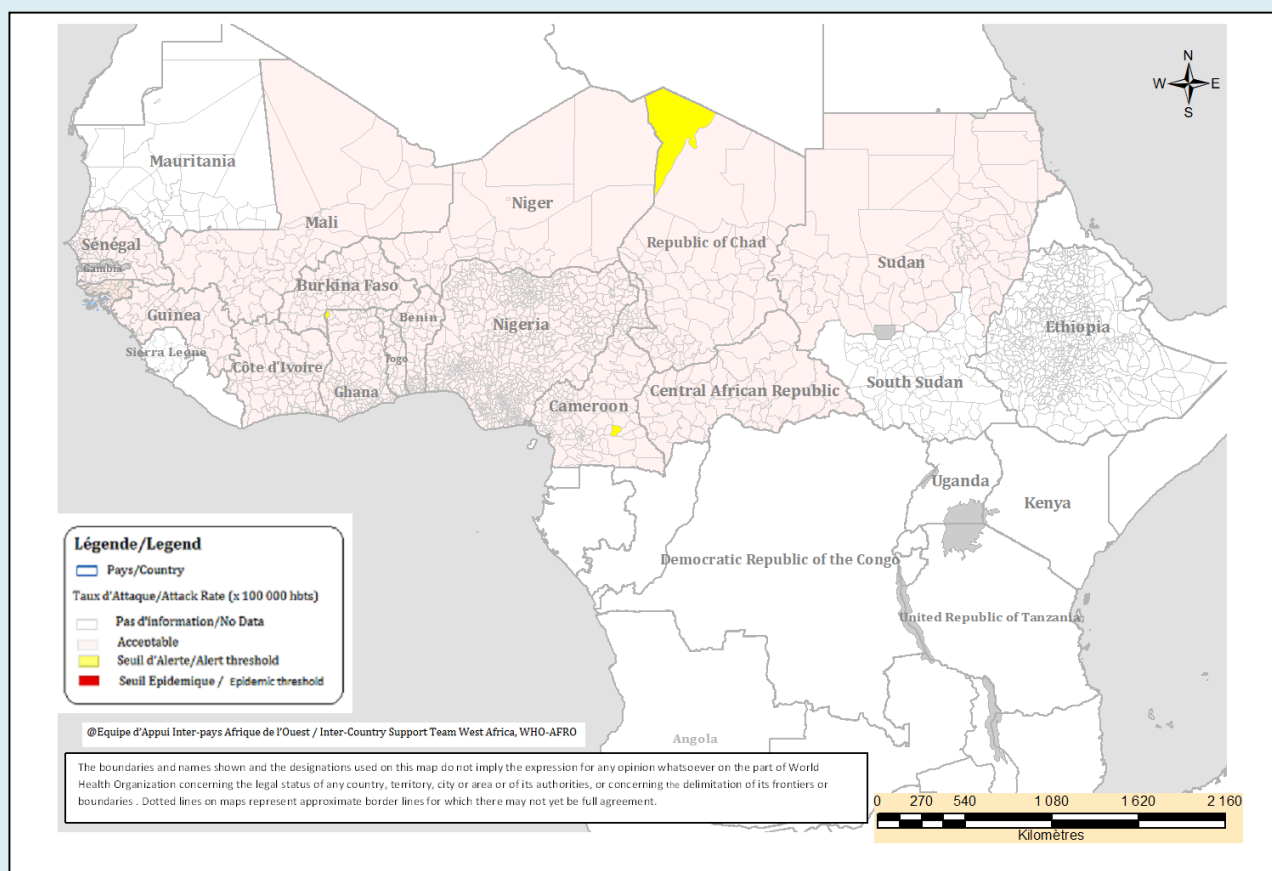 N
W E
S
Mauritania
Mali
Niger
Republic of Chad
Sudan
Sénégal
Gambia
Burkina Faso
Guinea
Benin
Nigeria
Ethiopia
Sierra Leone
Côte d'Ivoire
Togo
Ghana
Cameroon
Central African Republic
South Sudan
Uganda
Kenya
Democratic Republic of the Congo
United Republic of Tanzania
Angola
Légende/Legend
Pays/Country
Taux d'Attaque/Attack Rate (x 100 000 hbts)
Pas d'information/No Data
Acceptable
Seuil d'Alerte/Alert threshold
Seuil Epidemique / Epidemic threshold
@Equipe d'Appui Inter-pays Afrique de l'Ouest / Inter-Country Support Team West Africa, WHO-AFRO
The boundaries and names shown and the designations used on this map do not imply the expression for any opinion whatsoever on the part of World
Health Organization concerning the legal status of any country, territory, city or area or of its authorities, or concerning the delimitation of its frontiers or
boundaries . Dotted lines on maps represent approximate border lines for which there may not yet be full agreement.
0 270 540 1 080 1 620 2 160
Kilomètres